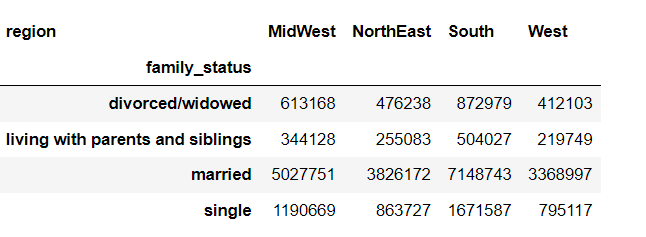 region MidWest NorthEast South West
family_status
divorced/widowed 613168 476238 872979 412103
living with parents and siblings 344128 255083 504027 219749
married 5027751 3826172 7148743 3368997
single 1190669 863727 1671587 795117